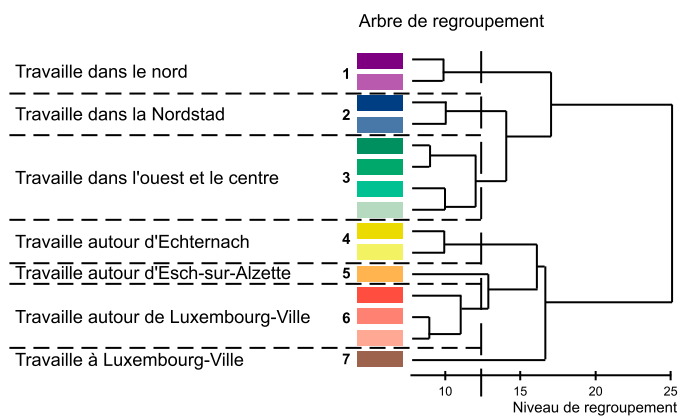 Arbre de regroupement
Travaille dans le nord 1
Travaille dans la Nordstad 2
Travaille dans l'ouest et le centre 3
Travaille autour d'Echternach 4
Travaille autour d'Esch-sur-Alzette 5
Travaille autour de Luxembourg-Ville 6
Travaille à Luxembourg-Ville 7
10 15 20 25
Niveau de regroupement